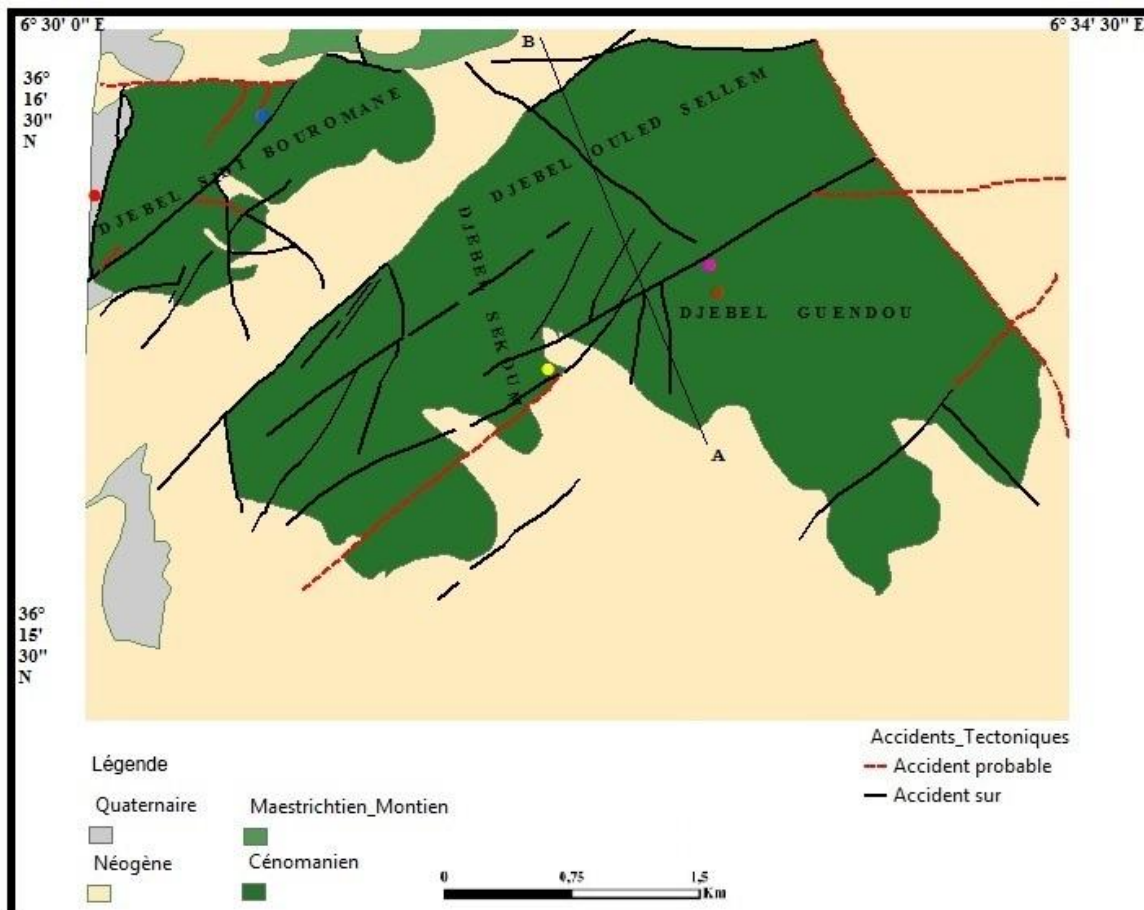 6° 30' 0" E
6° 34' 30" E
36°
16'
30"
N
B
DJEBEL SIDI BOUROMANE
DJEBEL OULED SELLEM
DJEBEL SEKOUM
DJEBEL GUENDOU
A
36°
15'
30"
N
Légende
Quaternaire
Maestrichtien_Montien
Néogène
Cénomanien
Accidents_Tectoniques
Accident probable
Accident sur
0
0,75
1,5
Km